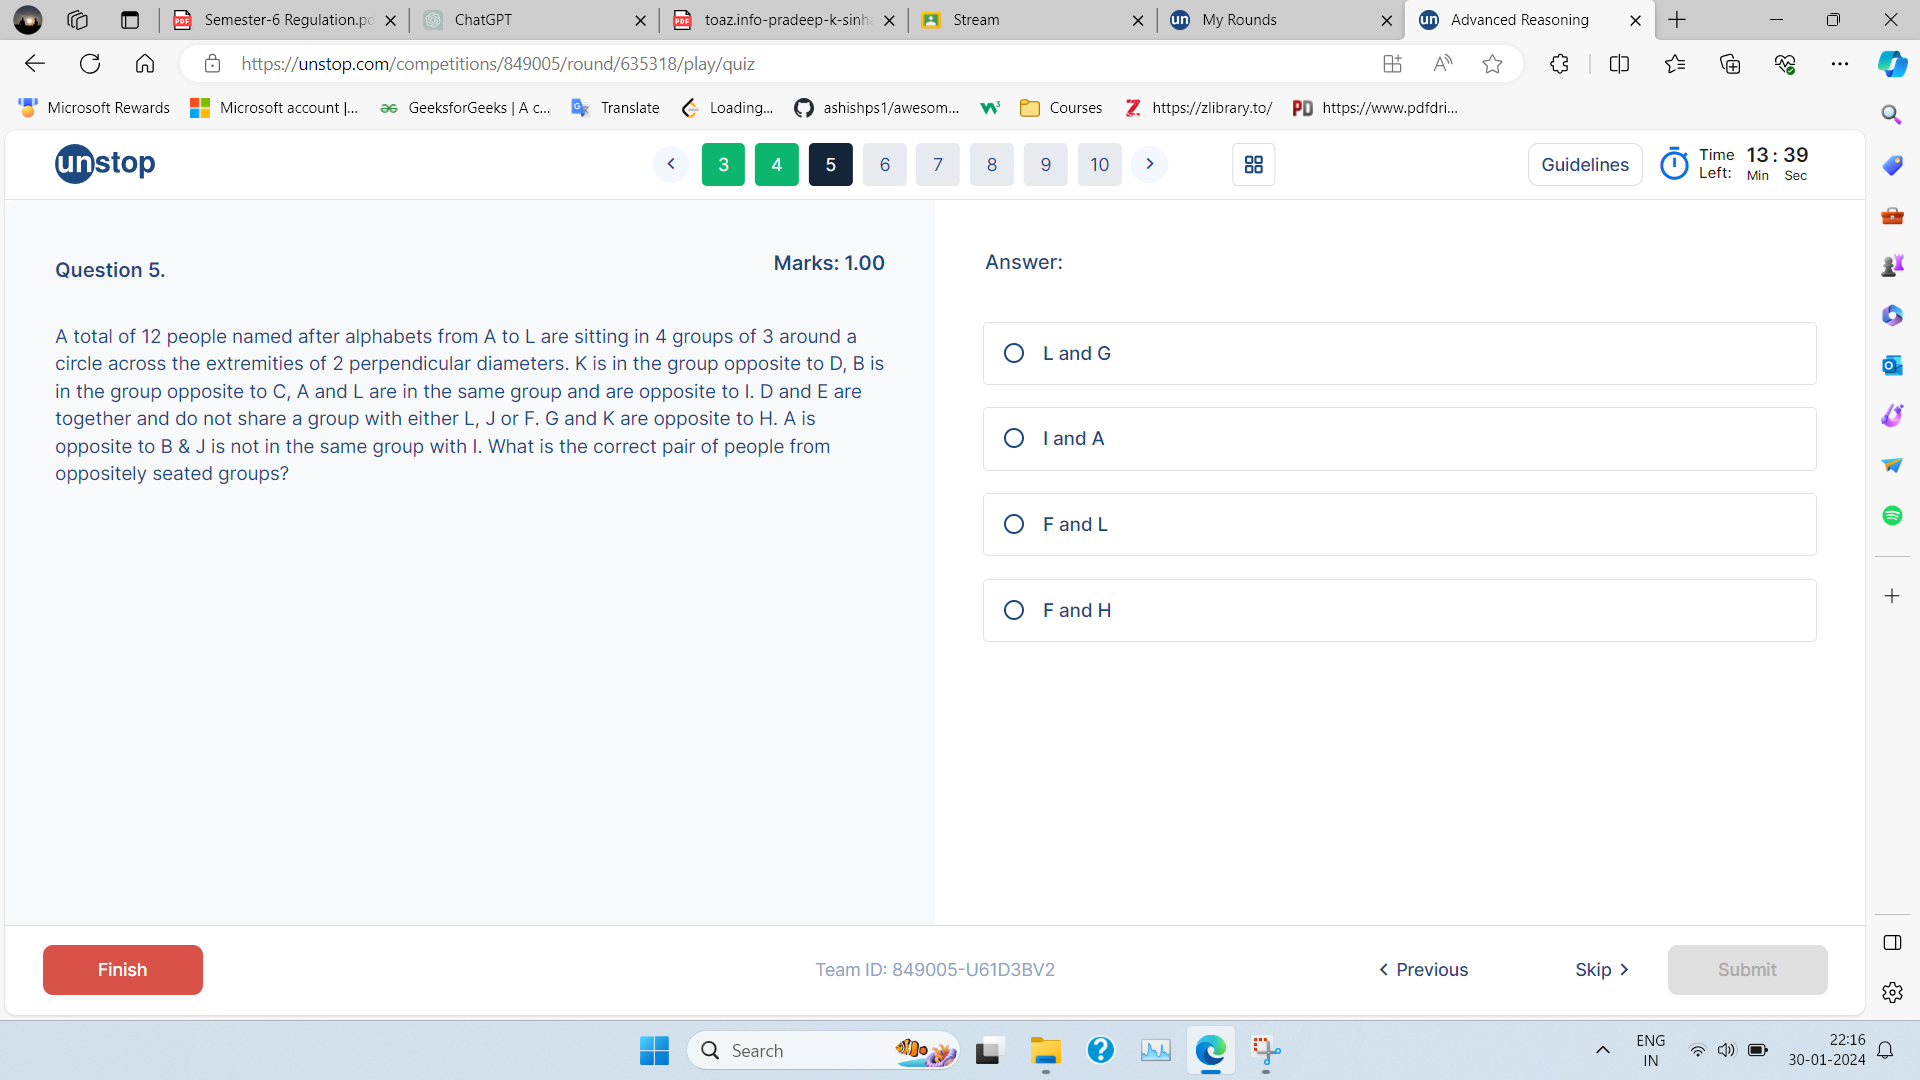 Semester-6 Regulation.pc
ChatGPT
toaz.info-pradeep-k-sinha
Stream
un My Rounds
un Advanced Reasoning
https://unstop.com/competitions/849005/round/635318/play/quiz
Microsoft Rewards
Microsoft account |...
GeeksforGeeks | A c...
Translate
Loading...
ashishps1/awesom...
Courses
https://zlibrary.to/
PD https://www.pdfdri...
unstop
3 4 5 6 7 8 9 10
Guidelines
Time Left: 13 : 39
Min Sec
Question 5.
Marks: 1.00
A total of 12 people named after alphabets from A to L are sitting in 4 groups of 3 around a
circle across the extremities of 2 perpendicular diameters. K is in the group opposite to D, B is
in the group opposite to C, A and L are in the same group and are opposite to I. D and E are
together and do not share a group with either L, J or F. G and K are opposite to H. A is
opposite to B & J is not in the same group with I. What is the correct pair of people from
oppositely seated groups?
Answer:
L and G
I and A
F and L
F and H
Finish
Team ID: 849005-U61D3BV2
Previous
Skip
Submit
Search
ENG
IN
22:16
30-01-2024